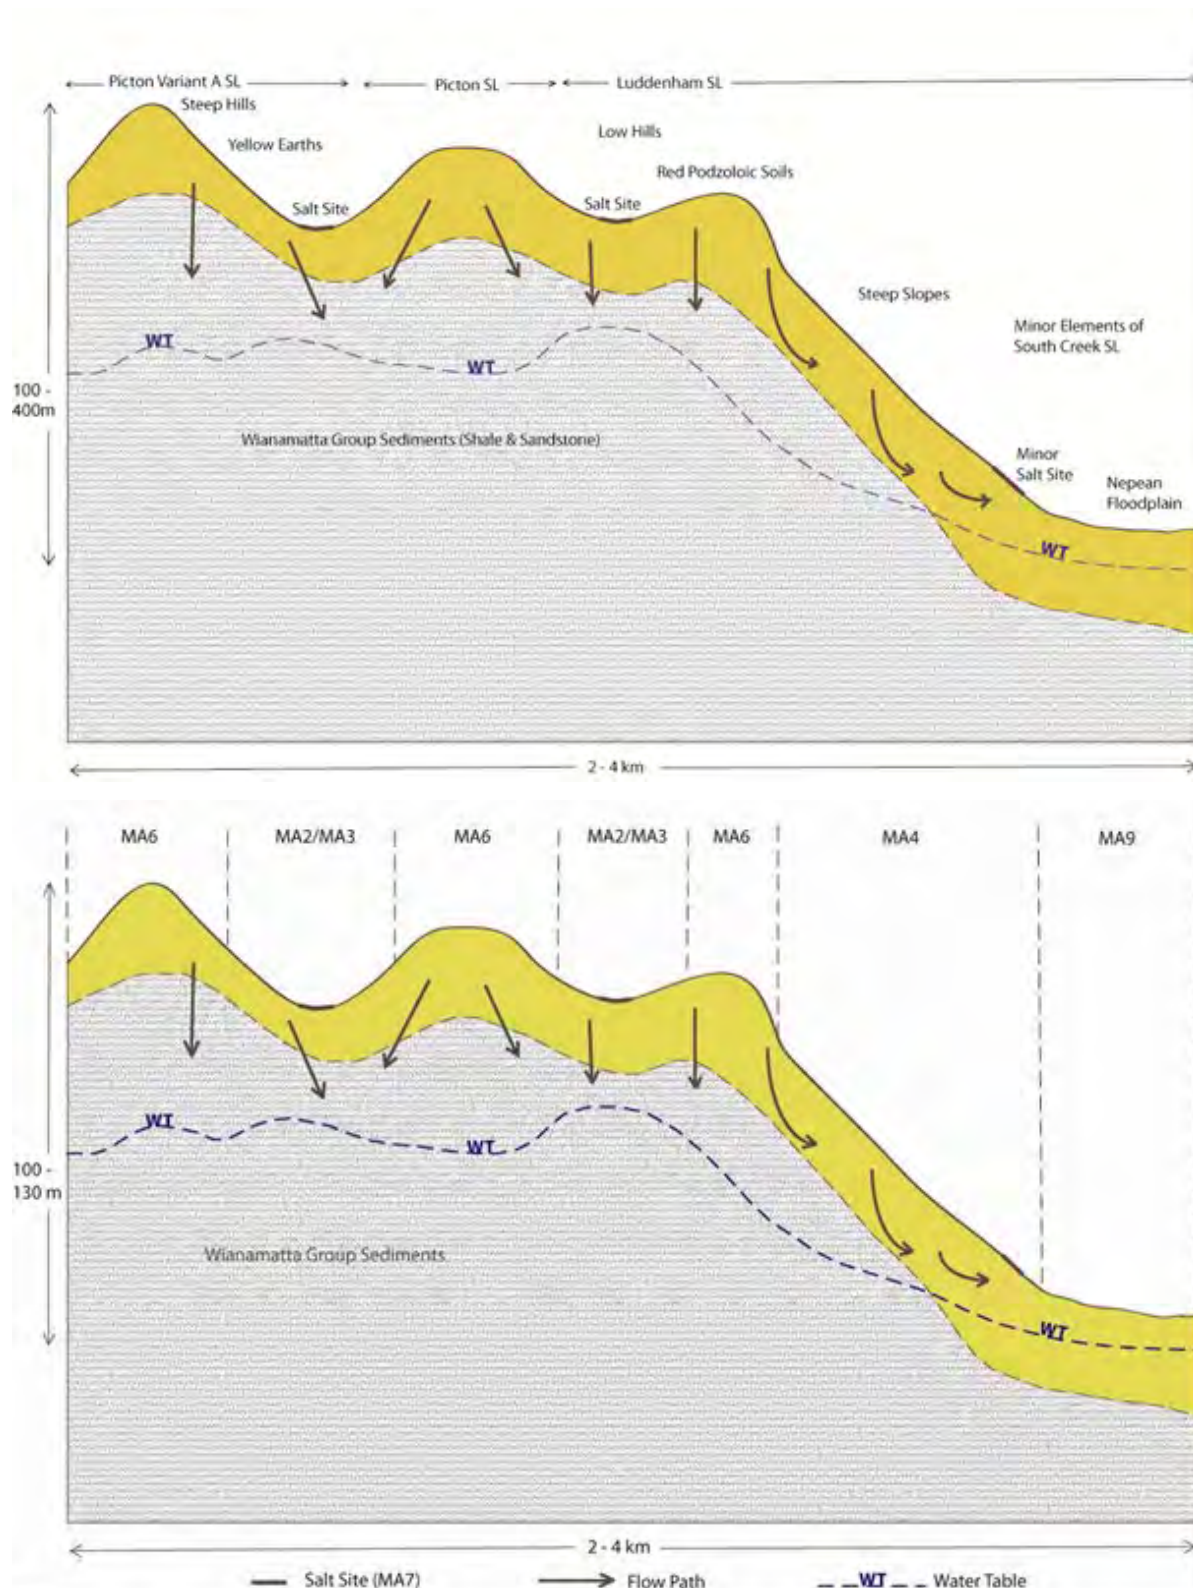 Picton Variant A SL
Picton SL
Luddenham SL
Steep Hills
Yellow Earths
Low Hills
Red Podzoloic Soils
Salt Site
Salt Site
Steep Slopes
Minor Elements of
South Creek SL
WT
WT
100 -
400m
Wianamatta Group Sediments (Shale & Sandstone)
Minor
Salt Site
Nepean
Floodplain
WT
2 - 4 km
MA6
MA2/MA3
MA6
MA2/MA3
MA6
MA4
MA9
WT
WT
100 -
130 m
Wianamatta Group Sediments
WT
2 - 4 km
Salt Site (MA7)
Flow Path
WT
Water Table